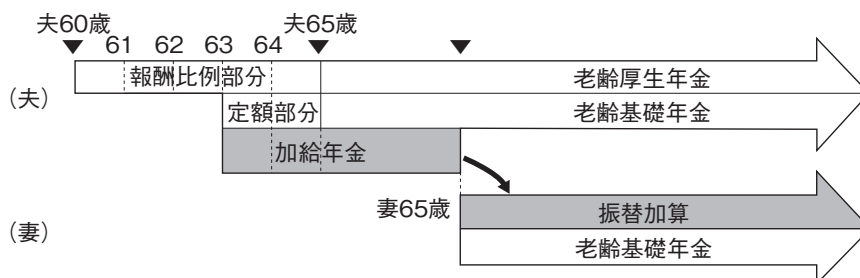 夫60歳 夫65歳
61 62 63 64
(夫)
報酬比例部分 老齢厚生年金
定額部分 老齢基礎年金
加給年金
妻65歳
(妻)
振替加算
老齢基礎年金